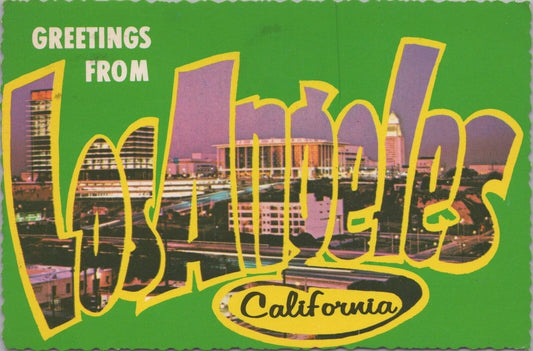 GREETINGS
FROM
Los Angeles
California